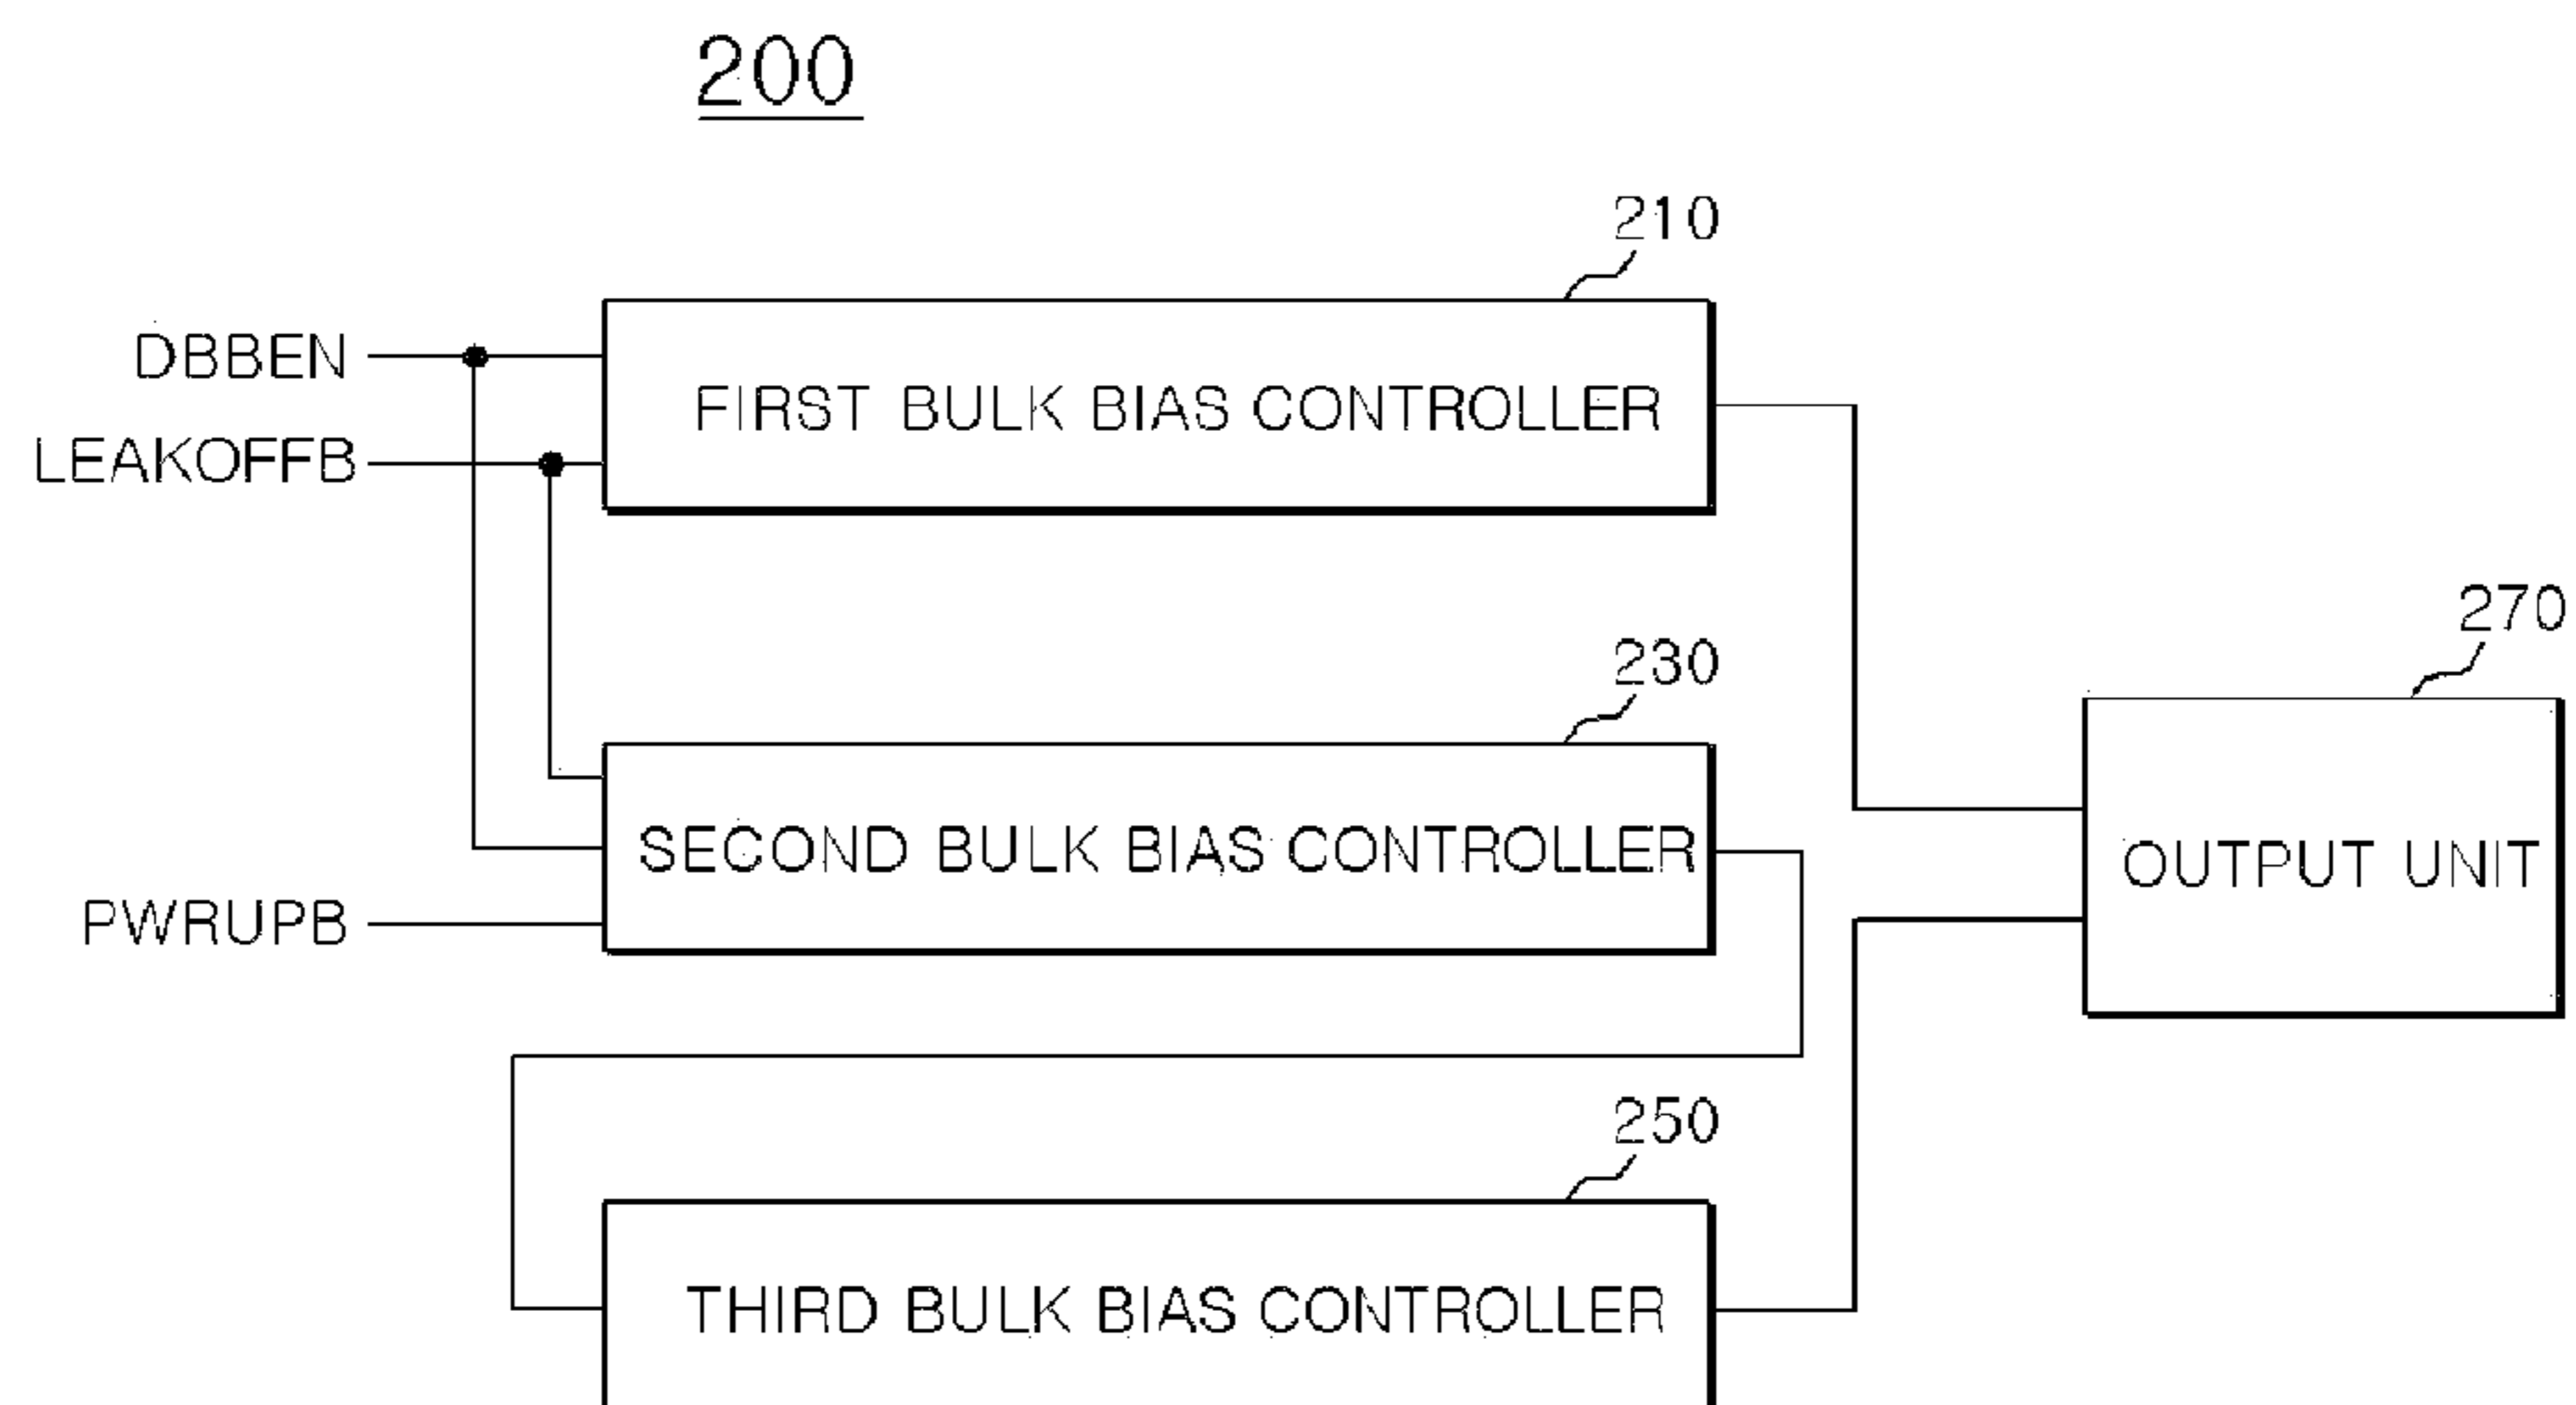 200
210
DBBEN
FIRST BULK BIAS CONTROLLER
LEAKOFFB
270
230
SECOND BULK BIAS CONTROLLER
OUTPUT UNIT
PWRUPB
250
THIRD BULK BIAS CONTROLLER